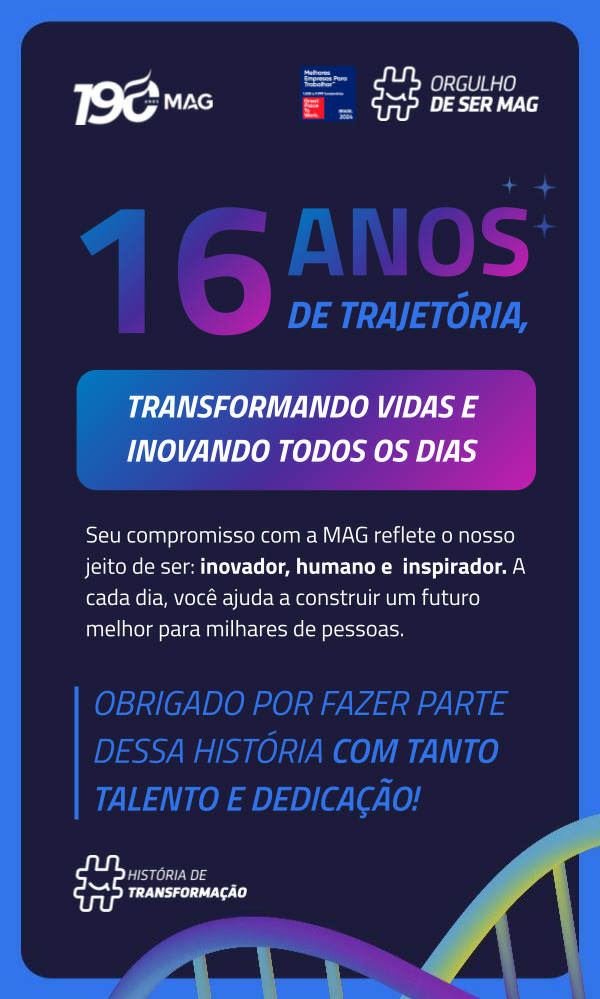 190 ANOS MAG
Melhores
Empresas Para
Trabalhar™
Great
Place
To
Work.
BRASIL
2024
ORGULHO
DE SER MAG
16 ANOS
DE TRAJETÓRIA,
TRANSFORMANDO VIDAS E
INOVANDO TODOS OS DIAS
Seu compromisso com a MAG reflete o nosso
jeito de ser: inovador, humano e inspirador. A
cada dia, você ajuda a construir um futuro
melhor para milhares de pessoas.
OBRIGADO POR FAZER PARTE
DESSA HISTÓRIA COM TANTO
TALENTO E DEDICAÇÃO!
HISTÓRIA DE
TRANSFORMAÇÃO